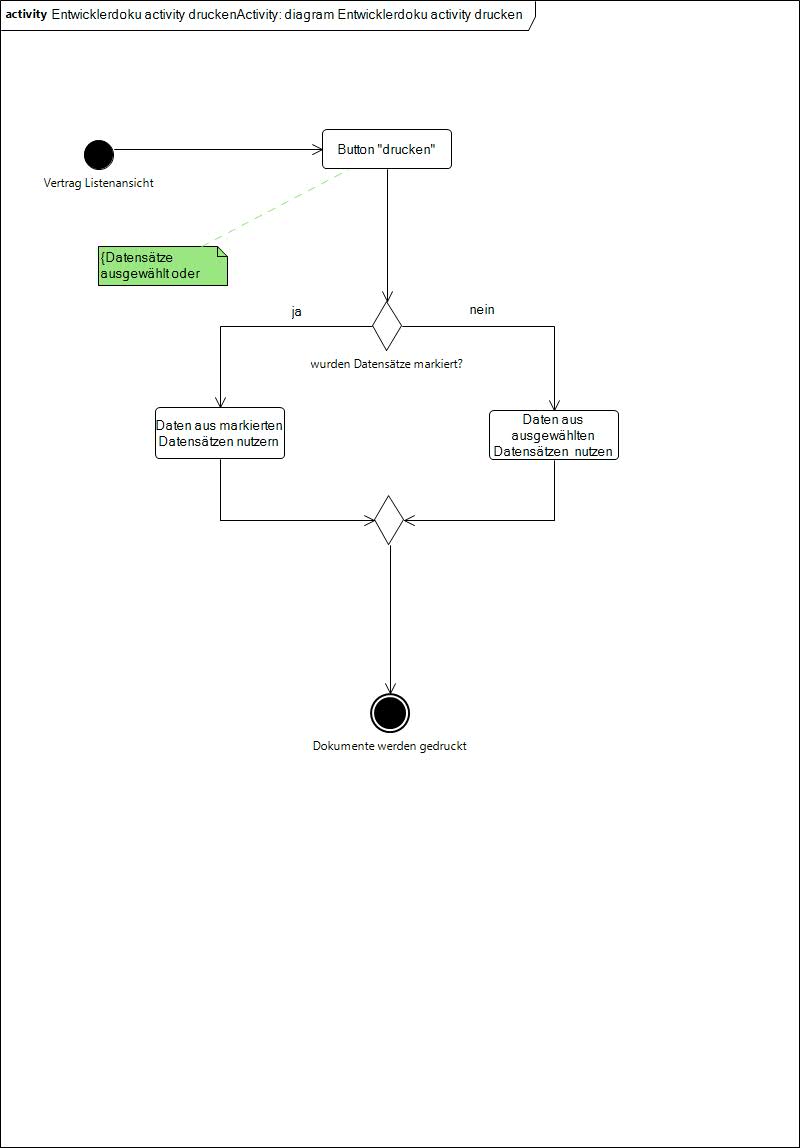 activity Entwicklerdoku activity druckenActivity: diagram Entwicklerdoku activity drucken
Button "drucken"
Vertrag Listenansicht
{Datensätze
ausgewählt oder
ja
nein
wurden Datensätze markiert?
Daten aus markierten
Datensätzen nutzern
Daten aus
ausgewählten
Datensätzen nutzen
Dokumente werden gedruckt